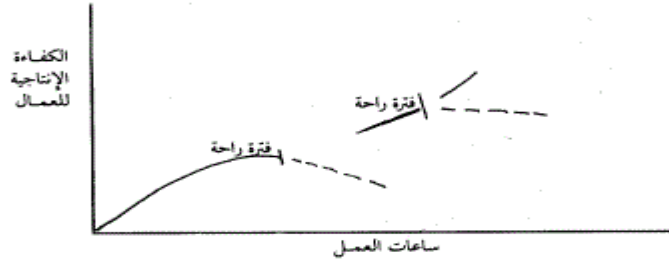 الكفاءة
الإنتاجية
للعمال
فترة راحة
فترة راحة
ساعات العمل